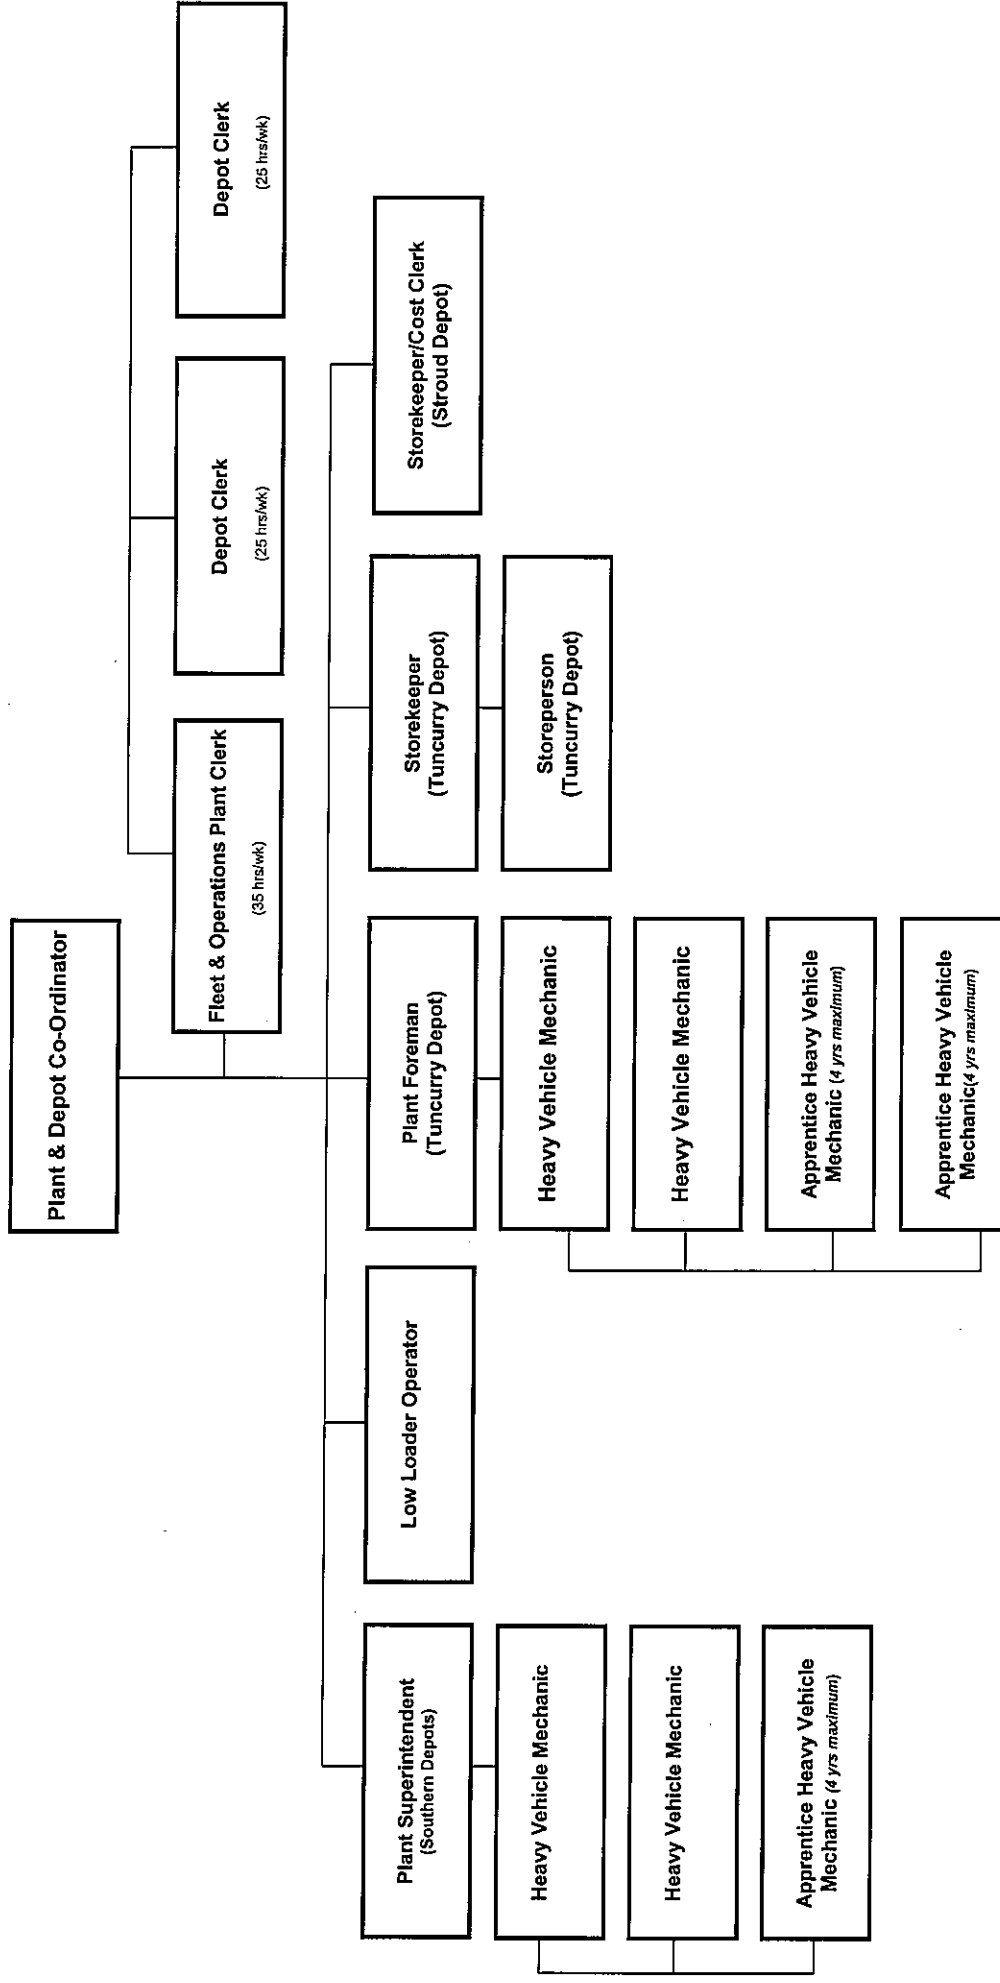 Plant & Depot Co-Ordinator
Fleet & Operations Plant Clerk
(35 hrs/wk)
Depot Clerk
(25 hrs/wk)
Depot Clerk
(25 hrs/wk)
Plant Superintendent
(Southern Depots)
Low Loader Operator
Plant Foreman
(Tuncurry Depot)
Storekeeper
(Tuncurry Depot)
Storekeeper/Cost Clerk
(Stroud Depot)
Heavy Vehicle Mechanic
Heavy Vehicle Mechanic
Storeperson
(Tuncurry Depot)
Heavy Vehicle Mechanic
Heavy Vehicle Mechanic
Apprentice Heavy Vehicle
Mechanic (4 yrs maximum)
Apprentice Heavy Vehicle
Mechanic (4 yrs maximum)
Apprentice Heavy Vehicle
Mechanic(4 yrs maximum)